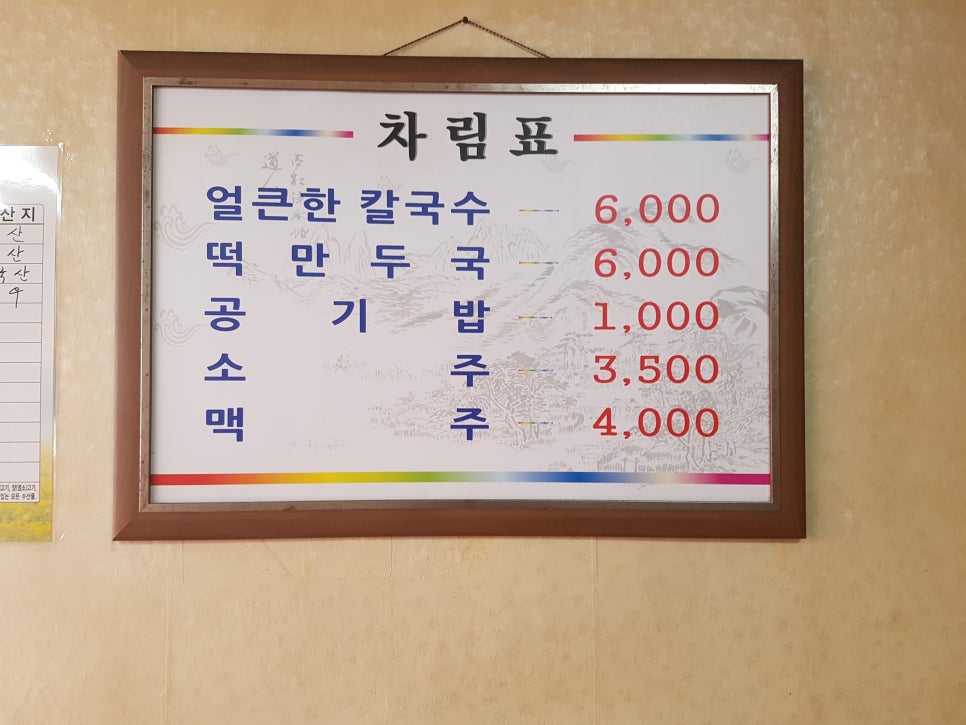 차림표
얼큰한 칼국수 6,000
떡만두국 6,000
공기밥 1,000
소주 3,500
맥주 4,000
산지
산
산
산